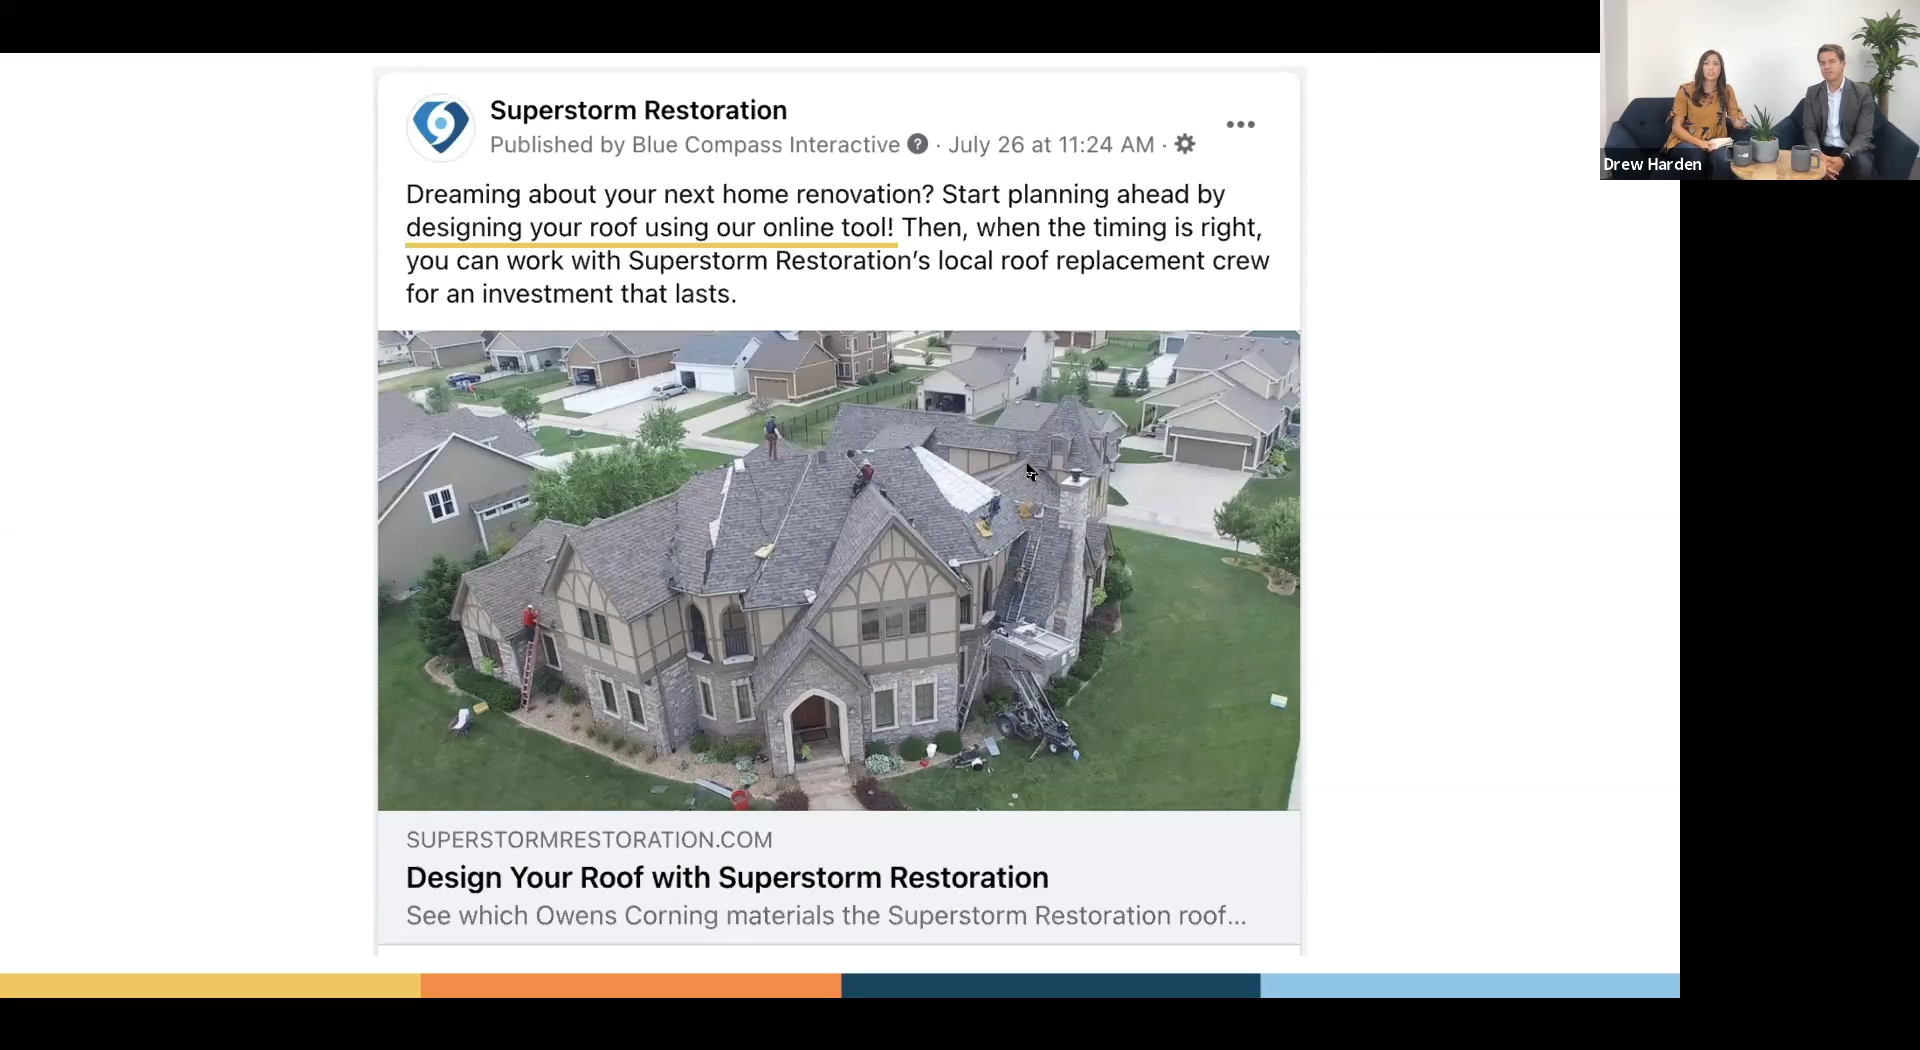 Superstorm Restoration
Published by Blue Compass Interactive ? · July 26 at 11:24 AM ·
Dreaming about your next home renovation? Start planning ahead by
designing your roof using our online tool! Then, when the timing is right,
you can work with Superstorm Restoration’s local roof replacement crew
for an investment that lasts.
SUPERSTORMRESTORATION.COM
Design Your Roof with Superstorm Restoration
See which Owens Corning materials the Superstorm Restoration roof...
Drew Harden